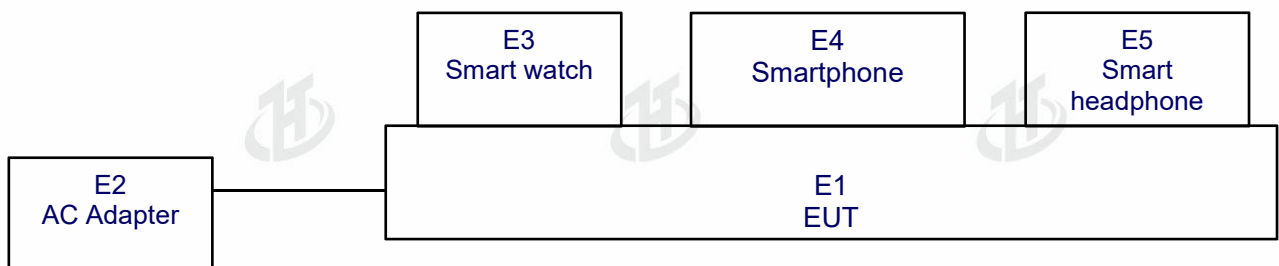 E3
Smart watch
E4
Smartphone
E5
Smart
headphone
E2
AC Adapter
E1
EUT